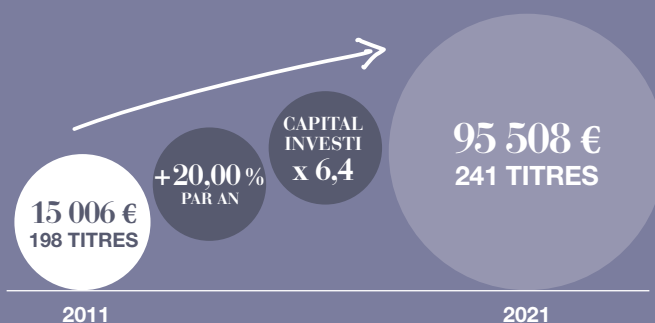 15 006 €
198 TITRES
+20,00 %
PAR AN
CAPITAL
INVESTI
x 6,4
95 508 €
241 TITRES
2011
2021